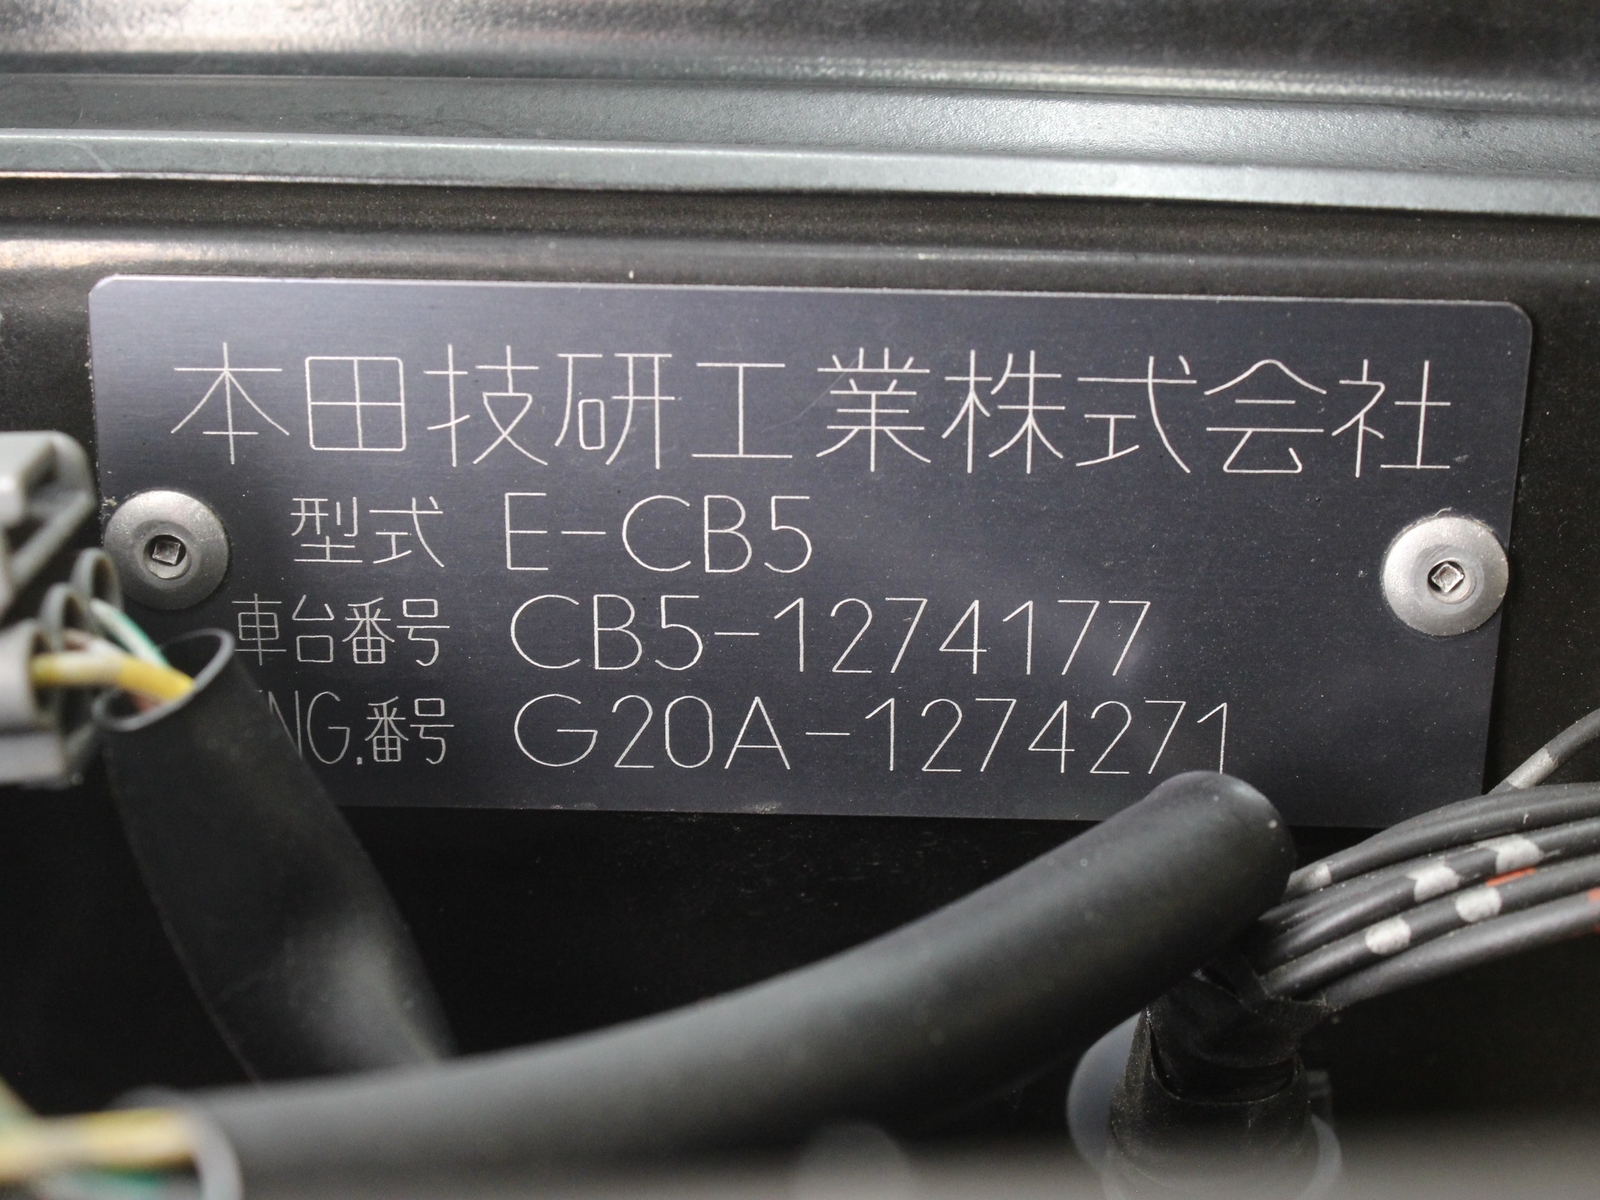 本田技研工業株式会社
型式 E-CB5
車台番号 CB5-1274177
NG.番号 G20A-1274271